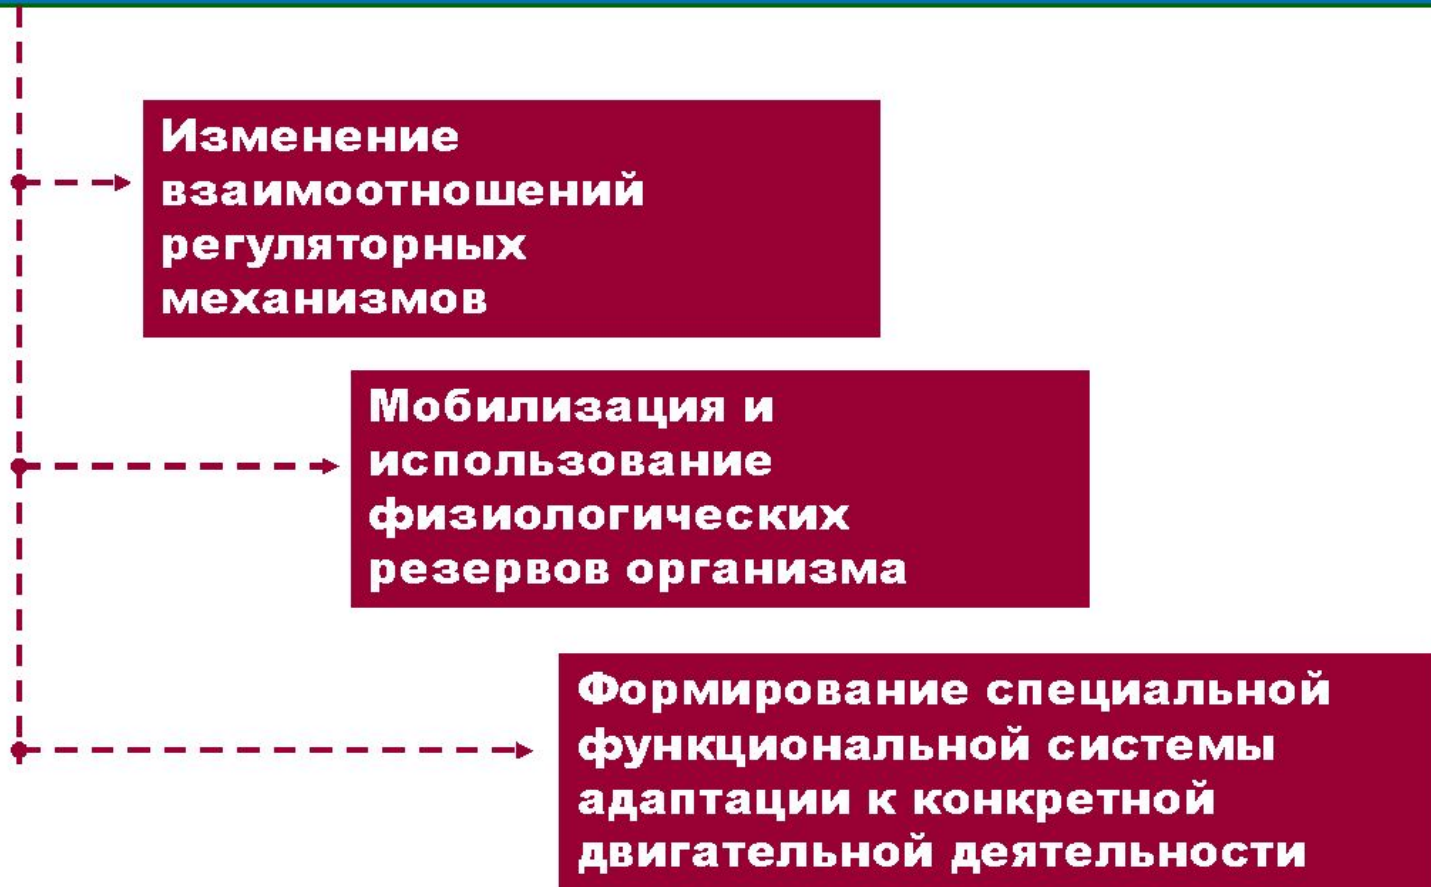 Изменение
взаимоотношений
регуляторных
механизмов
Мобилизация и
использование
физиологических
резервов организма
Формирование специальной
функциональной системы
адаптации к конкретной
двигательной деятельности